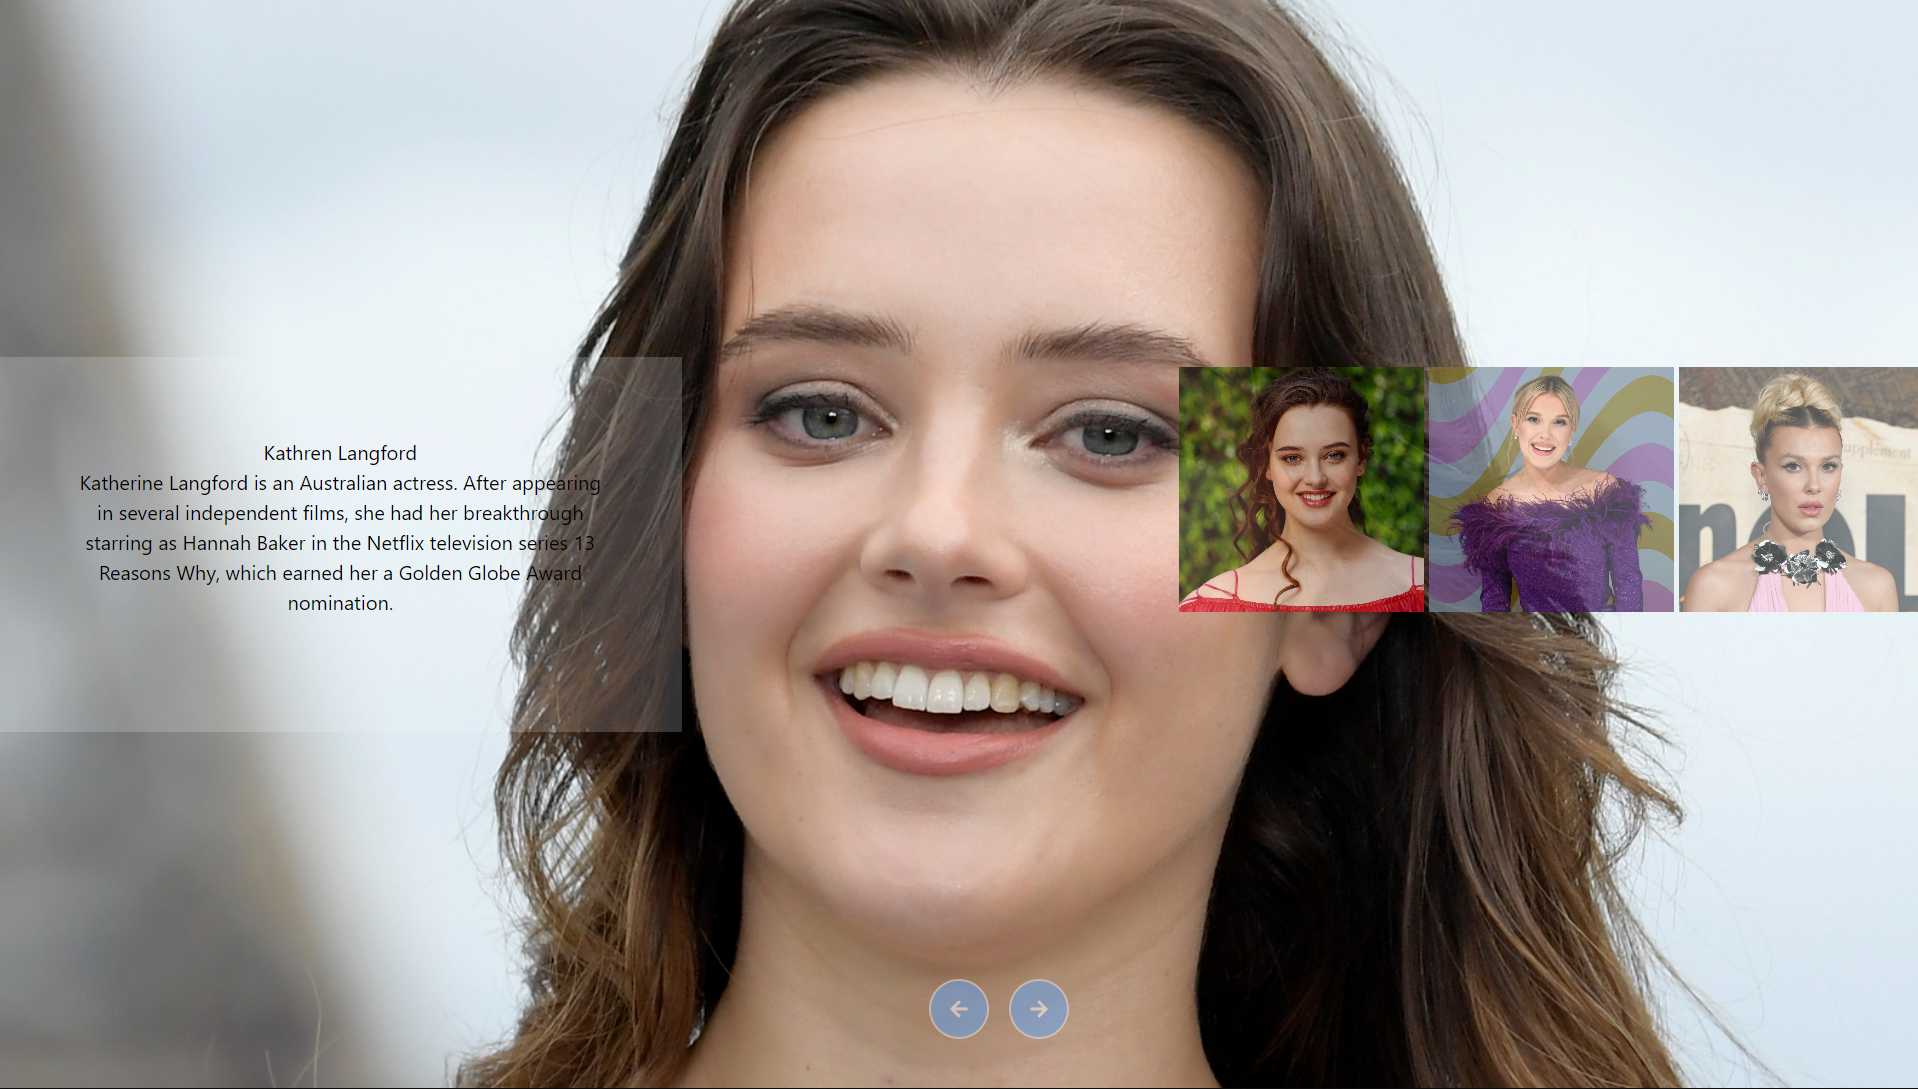 Kathren Langford
Katherine Langford is an Australian actress. After appearing
in several independent films, she had her breakthrough
starring as Hannah Baker in the Netflix television series 13
Reasons Why, which earned her a Golden Globe Award
nomination.
supplement